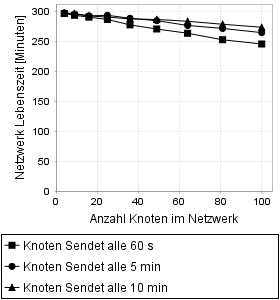 Netzwerk Lebenszeit [Minuten]
300
250
200
150
100
50
0
0 20 40 60 80 100
Anzahl Knoten im Netzwerk
Knoten Sendet alle 60 s
Knoten Sendet alle 5 min
Knoten Sendet alle 10 min